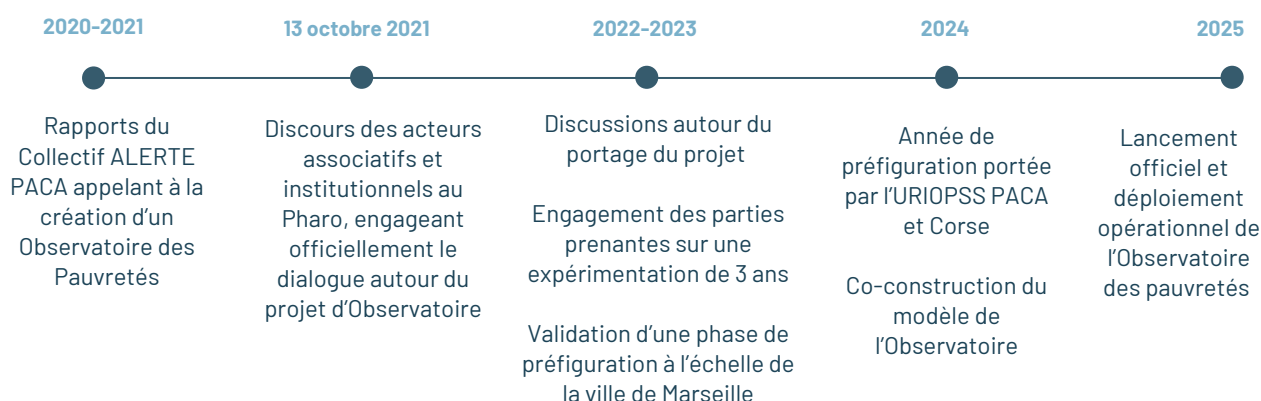 2020-2021
Rapports du
Collectif ALERTE
PACA appelant à la
création d'un
Observatoire des
Pauvretés
13 octobre 2021
Discours des acteurs
associatifs et
institutionnels au
Pharo, engageant
officiellement le
dialogue autour du
projet d'Observatoire
2022-2023
Discussions autour du
portage du projet
Engagement des parties
prenantes sur une
expérimentation de 3 ans
Validation d'une phase de
préfiguration à l'échelle de
la ville de Marseille
2024
Année de
préfiguration portée
par l'URIOPSS PACA
et Corse
Co-construction du
modèle de
l'Observatoire
2025
Lancement
officiel et
déploiement
opérationnel de
l'Observatoire
des pauvretés